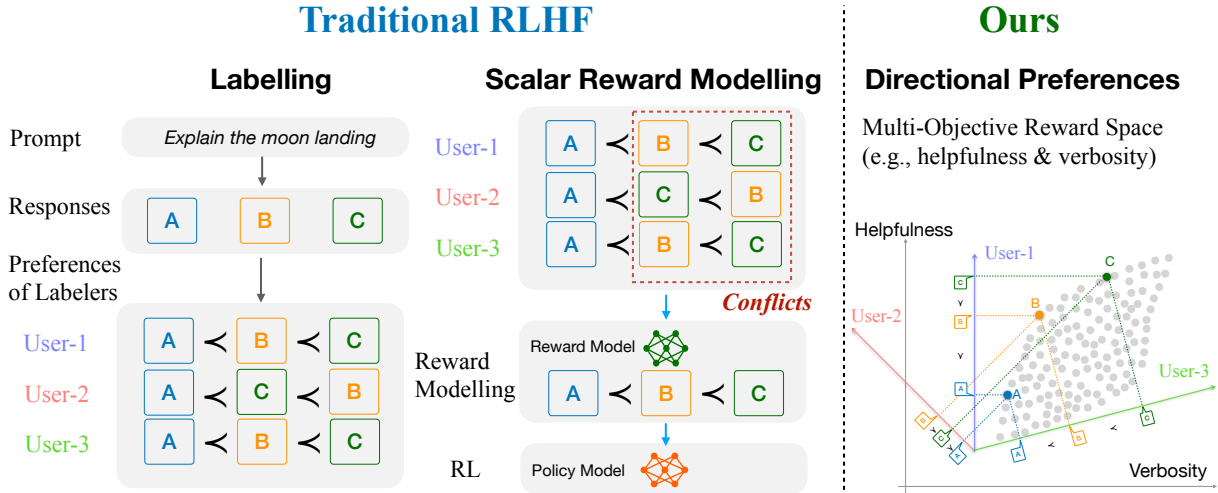 Traditional RLHF
Ours
Labelling
Scalar Reward Modelling
Directional Preferences
Prompt
Explain the moon landing
Responses
A B C
Preferences
of Labelers
User-1
A ≺ B ≺ C
User-2
A ≺ C ≺ B
User-3
A ≺ B ≺ C
User-1
A ≺ B ≺ C
User-2
A ≺ C ≺ B
User-3
A ≺ B ≺ C
Conflicts
Reward
Modelling
Reward Model
A ≺ B ≺ C
RL
Policy Model
Multi-Objective Reward Space
(e.g., helpfulness & verbosity)
Helpfulness
User-1
User-2
User-3
C
B
A
C
≺
B
≺
A
B
≺
C
≺
A
A ≺ B ≺ C
Verbosity